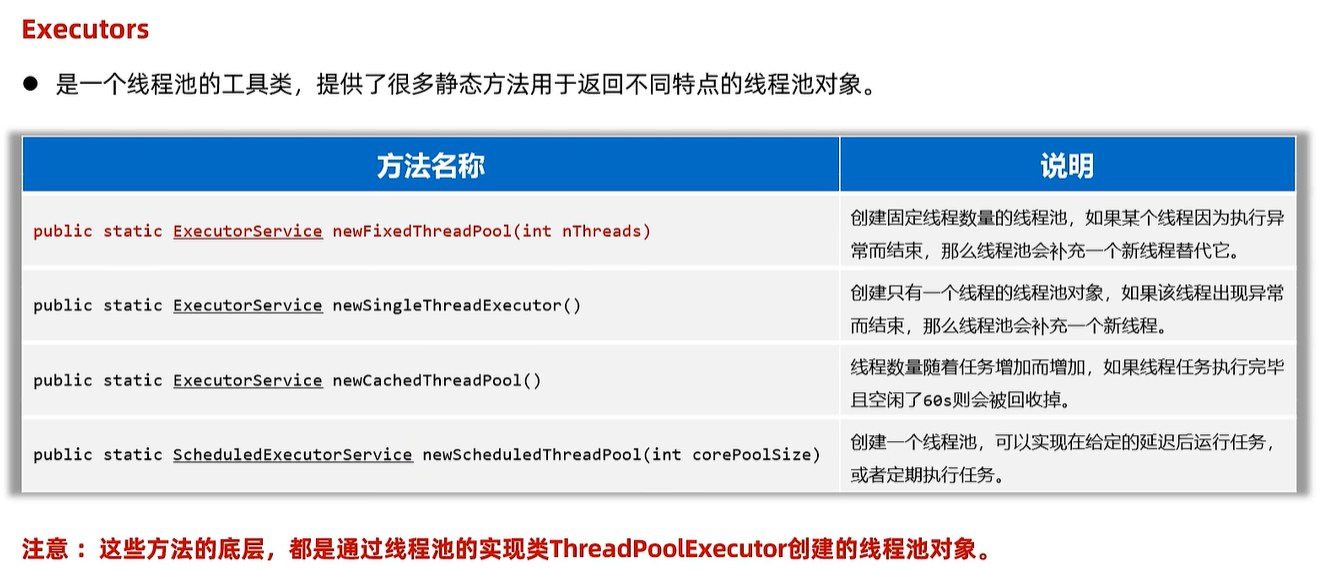 Executors
● 是一个线程池的工具类，提供了很多静态方法用于返回不同特点的线程池对象。
方法名称 说明
public static ExecutorService newFixedThreadPool(int nThreads)
创建固定线程数量的线程池，如果某个线程因为执行异
常而结束，那么线程池会补充一个新线程替代它。
public static ExecutorService newSingleThreadExecutor()
创建只有一个线程的线程池对象，如果该线程出现异常
而结束，那么线程池会补充一个新线程。
public static ExecutorService newCachedThreadPool()
线程数量随着任务增加而增加，如果线程任务执行完毕
且空闲了60s则会被回收掉。
public static ScheduledExecutorService newScheduledThreadPool(int corePoolSize)
创建一个线程池，可以实现在给定的延迟后运行任务，
或者定期执行任务。
注意 ：这些方法的底层，都是通过线程池的实现类ThreadPoolExecutor创建的线程池对象。